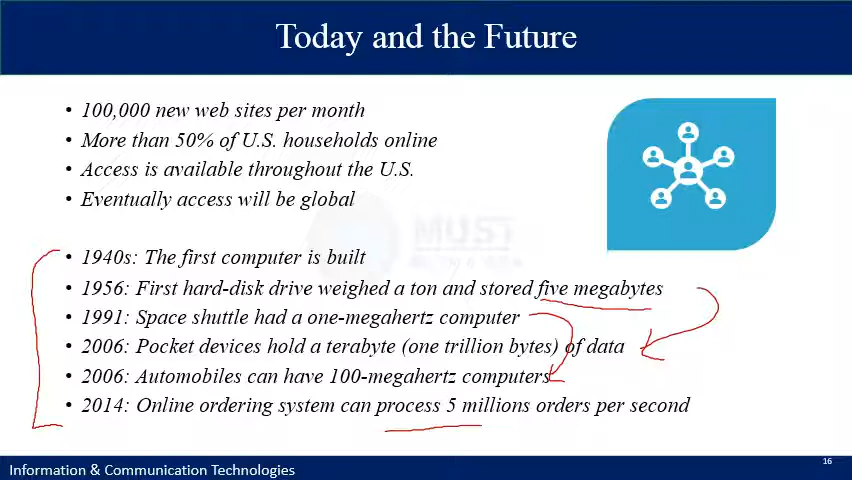 Today and the Future
• 100,000 new web sites per month
• More than 50% of U.S. households online
• Access is available throughout the U.S.
• Eventually access will be global
MUST
• 1940s: The first computer is built
• 1956: First hard-disk drive weighed a ton and stored five megabytes
• 1991: Space shuttle had a one-megahertz computer
• 2006: Pocket devices hold a terabyte (one trillion bytes) of data
• 2006: Automobiles can have 100-megahertz computers
• 2014: Online ordering system can process 5 millions orders per second
Information & Communication Technologies
16